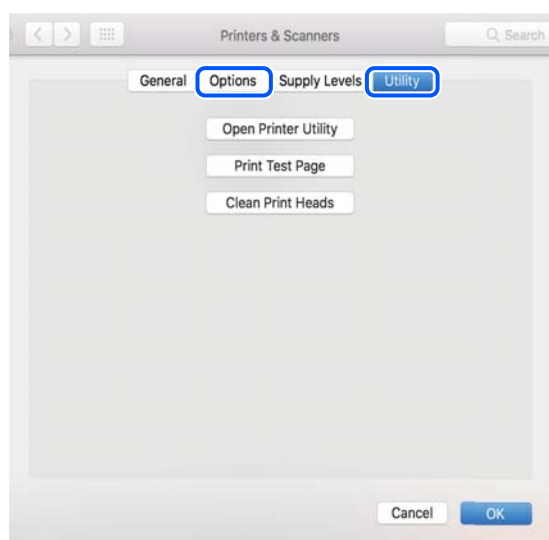 Printers & Scanners Search
General Options Supply Levels Utility
Open Printer Utility
Print Test Page
Clean Print Heads
Cancel OK